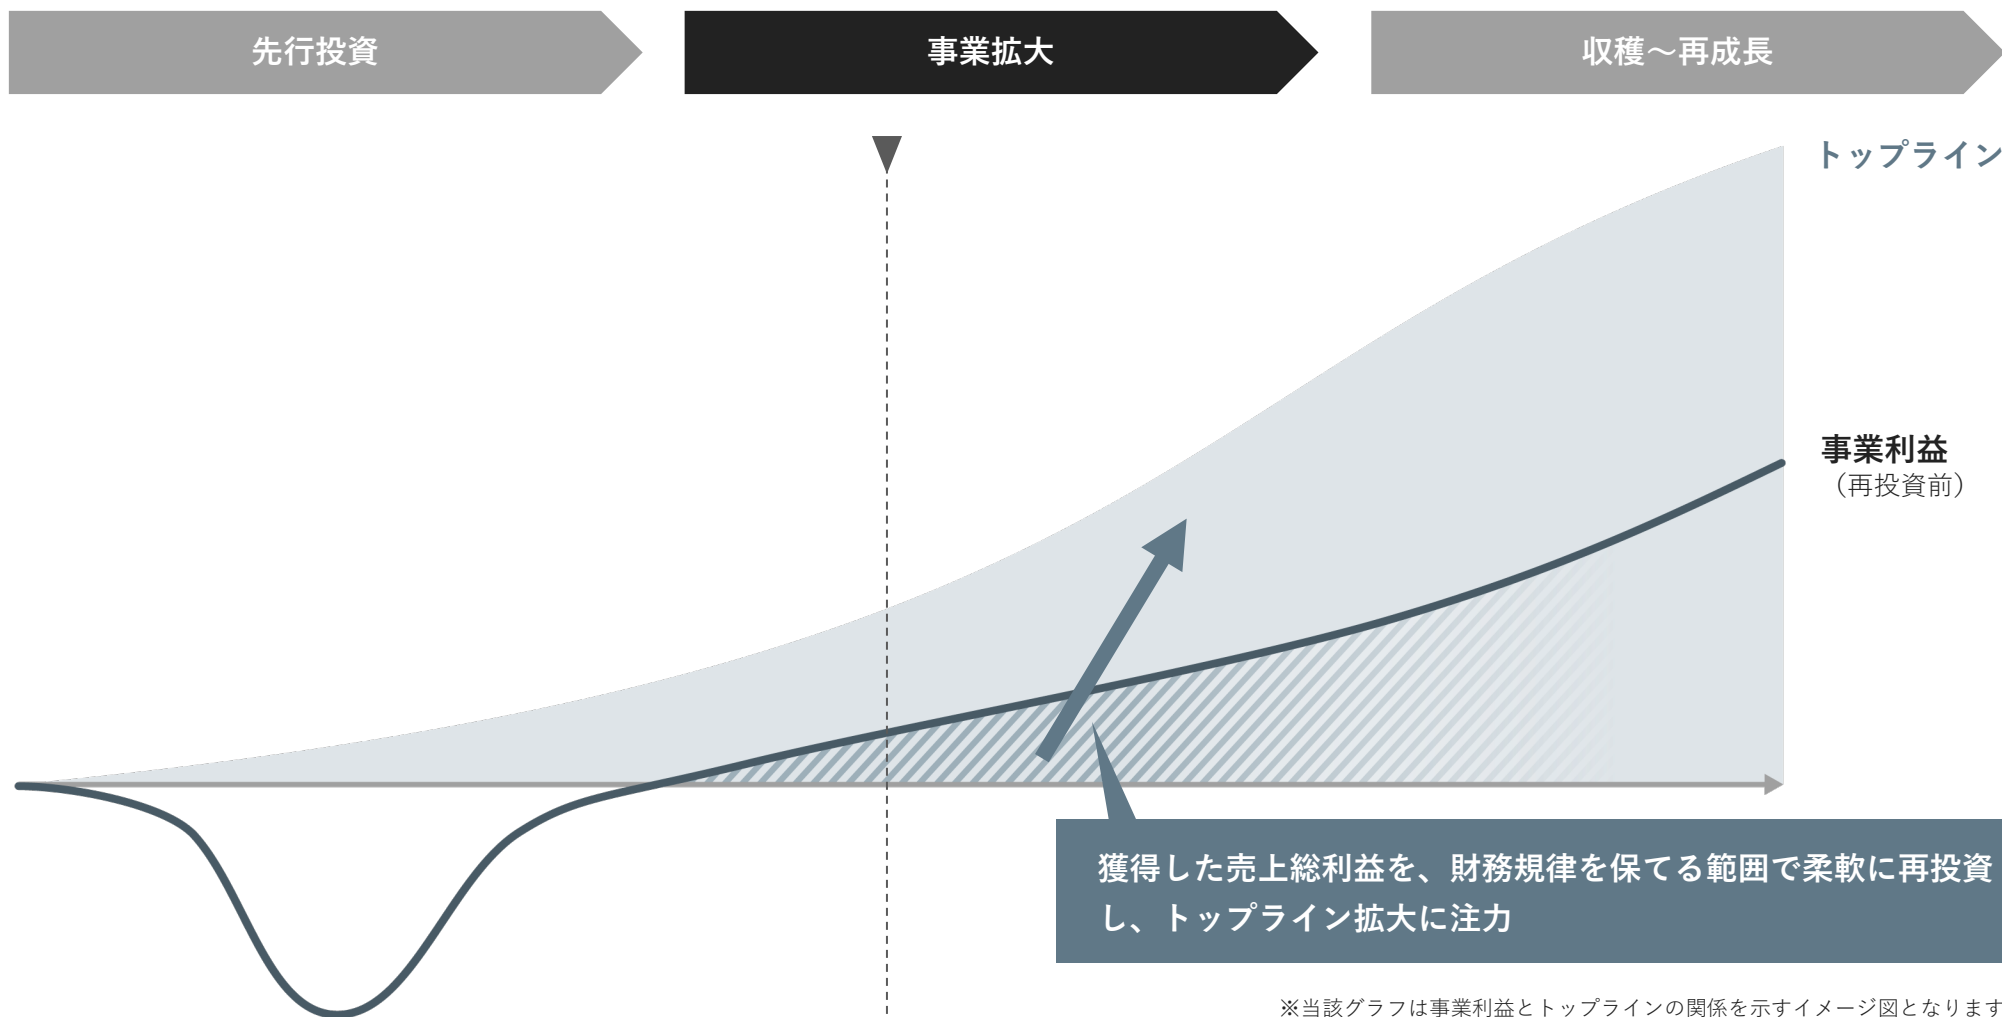 先行投資
事業拡大
収穫～再成長
トップライン
事業利益
（再投資前）
獲得した売上総利益を、財務規律を保てる範囲で柔軟に再投資
し、トップライン拡大に注力
※当該グラフは事業利益とトップラインの関係を示すイメージ図となります